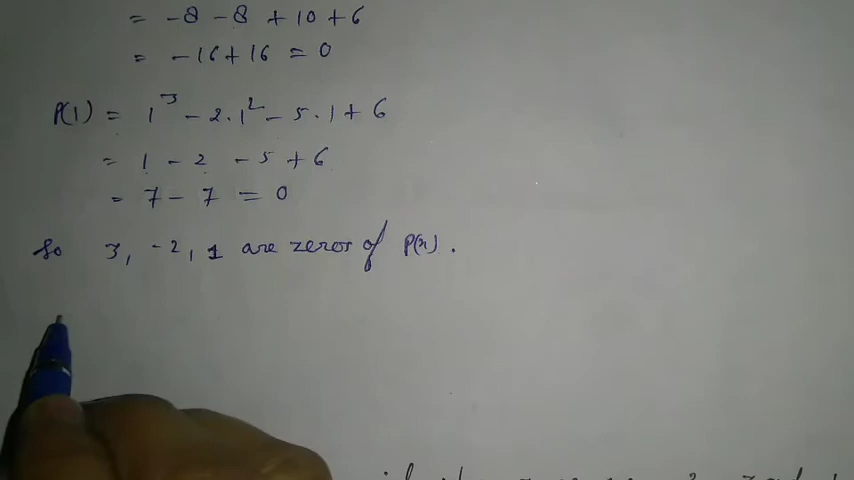 = -8 -8 + 10 + 6
= -16 + 16 = 0
P(1) = 1³ - 2.1² - 5.1 + 6
= 1 - 2 - 5 + 6
= 7 - 7 = 0
So 3, -2, 1 are zeros of P(x).